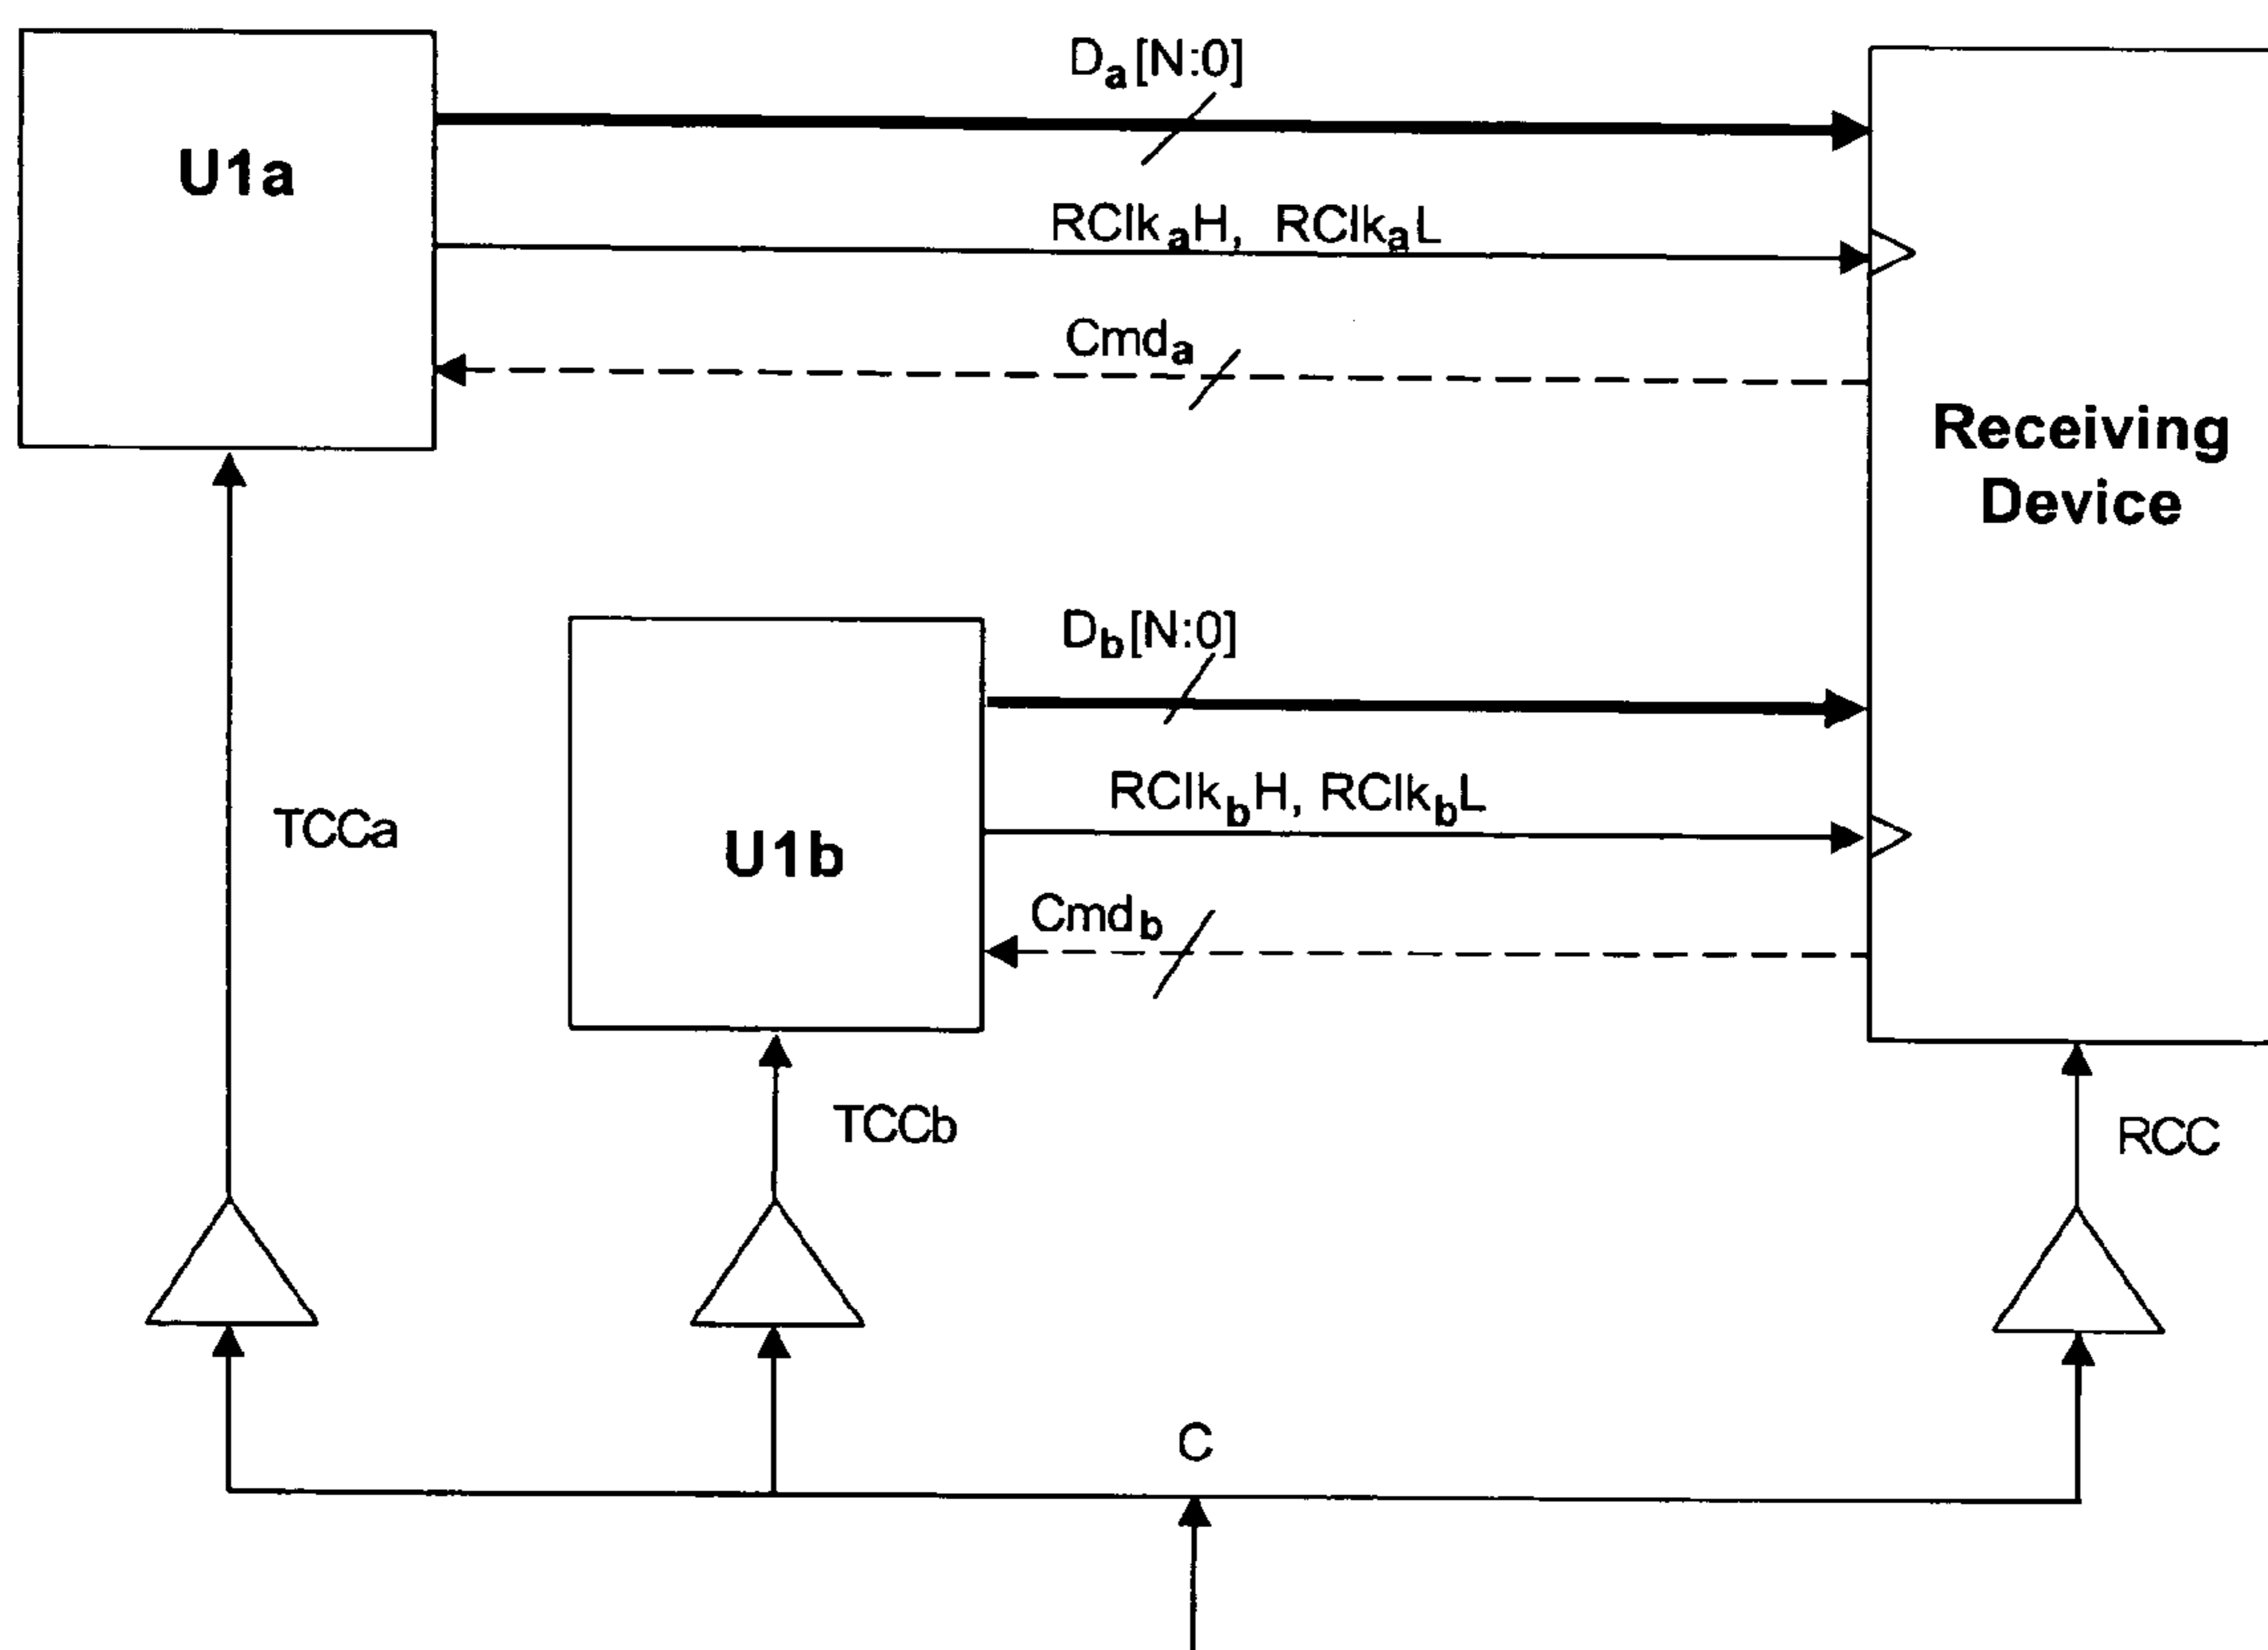 Da[N:0]
U1a
RClkaH, RClkaL
Cmda
Receiving
Device
Db[N:0]
RClkbH, RClkbL
TCCa
U1b
Cmdb
TCCb
RCC
C